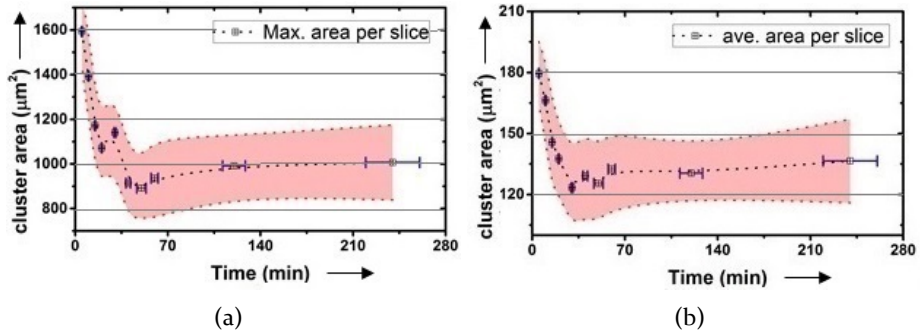 1600
1400
1200
1000
800
cluster area (μm²)
Max. area per slice
0 70 140 210 280
Time (min)
(a)
210
180
150
120
cluster area (μm²)
ave. area per slice
0 70 140 210 280
Time (min)
(b)